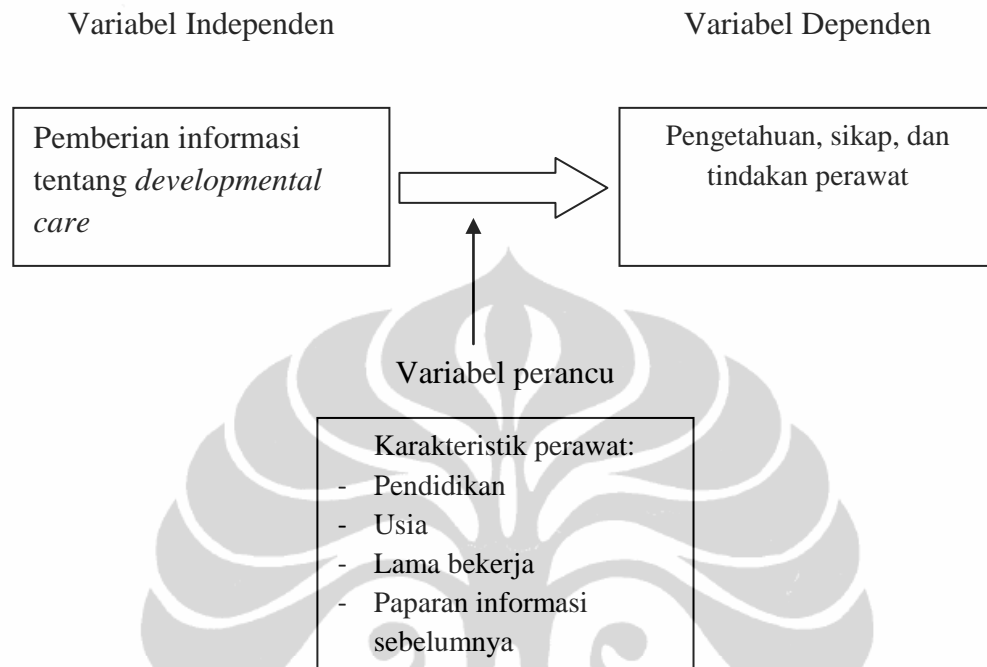 Variabel Independen
Variabel Dependen
Pemberian informasi
tentang developmental
care
Pengetahuan, sikap, dan
tindakan perawat
Variabel perancu
Karakteristik perawat:
- Pendidikan
- Usia
- Lama bekerja
- Paparan informasi
sebelumnya